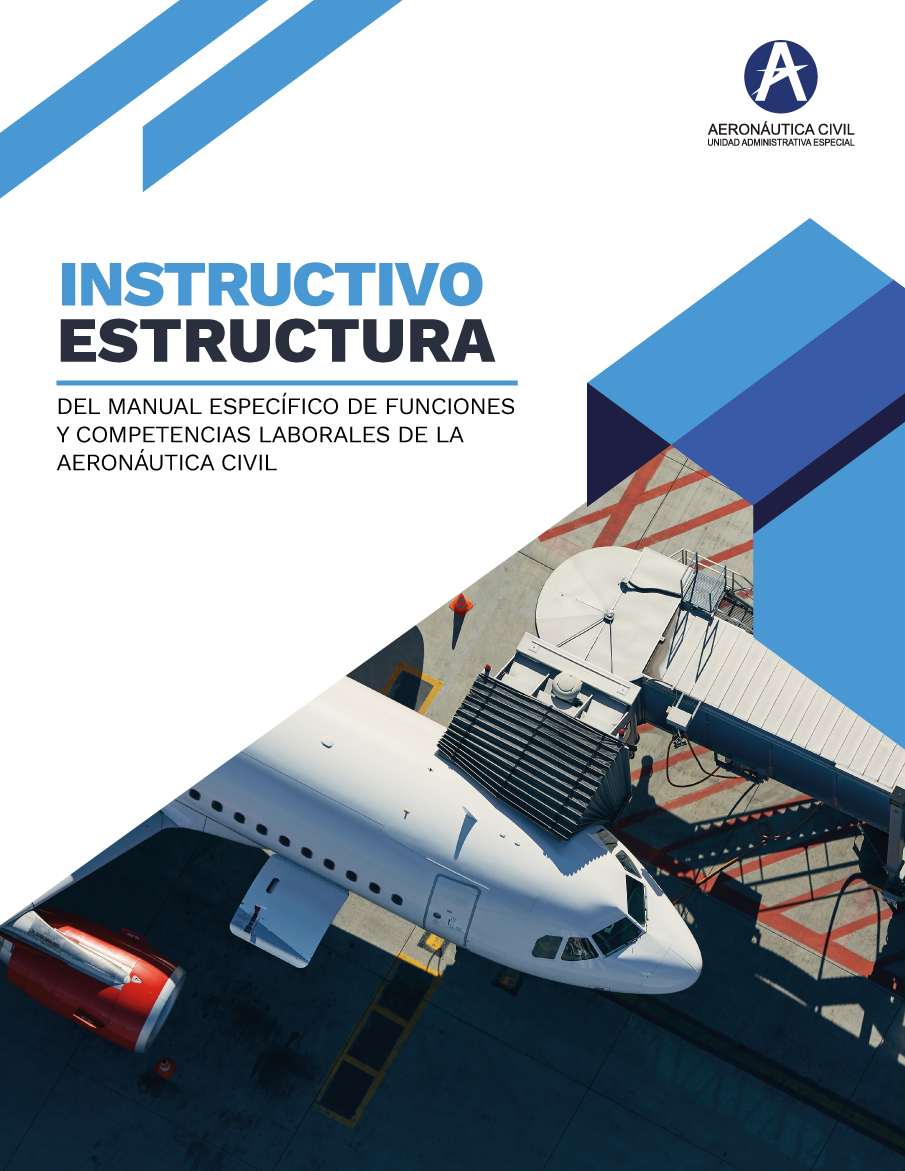 AERONÁUTICA CIVIL
UNIDAD ADMINISTRATIVA ESPECIAL
INSTRUCTIVO
ESTRUCTURA
DEL MANUAL ESPECÍFICO DE FUNCIONES
Y COMPETENCIAS LABORALES DE LA
AERONÁUTICA CIVIL